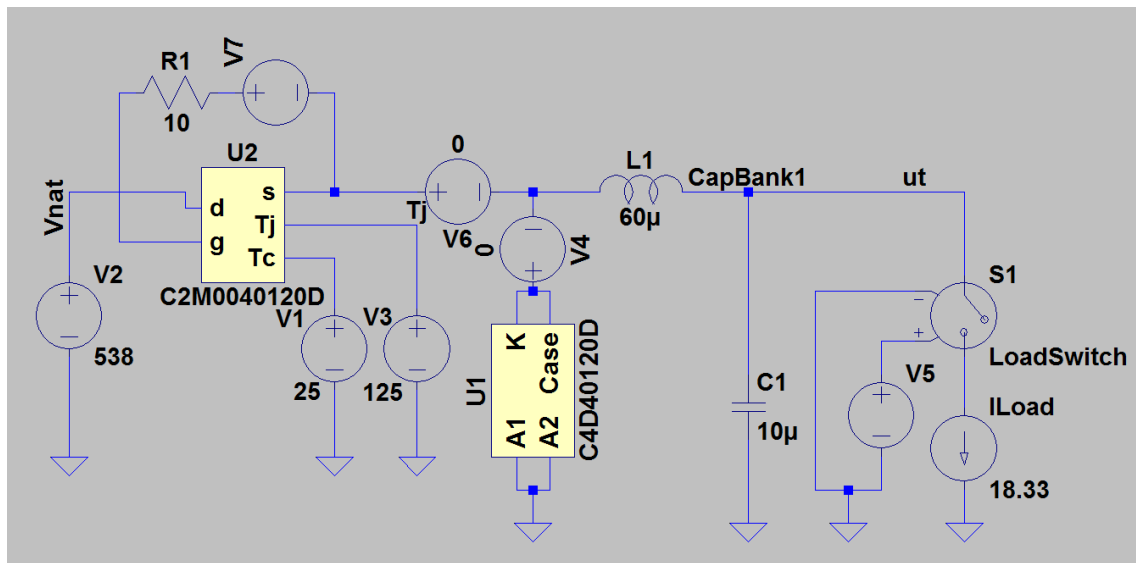 R1
V7
10
U2
0
L1
CapBank1
ut
Vnat
s
d
Tj
Tj
60µ
g
Tc
V6
0
V4
V2
C2M0040120D
S1
V1
V3
K
Case
C4D40120D
LoadSwitch
538
V5
C1
ILoad
25
125
U1
A1
A2
10µ
18.33